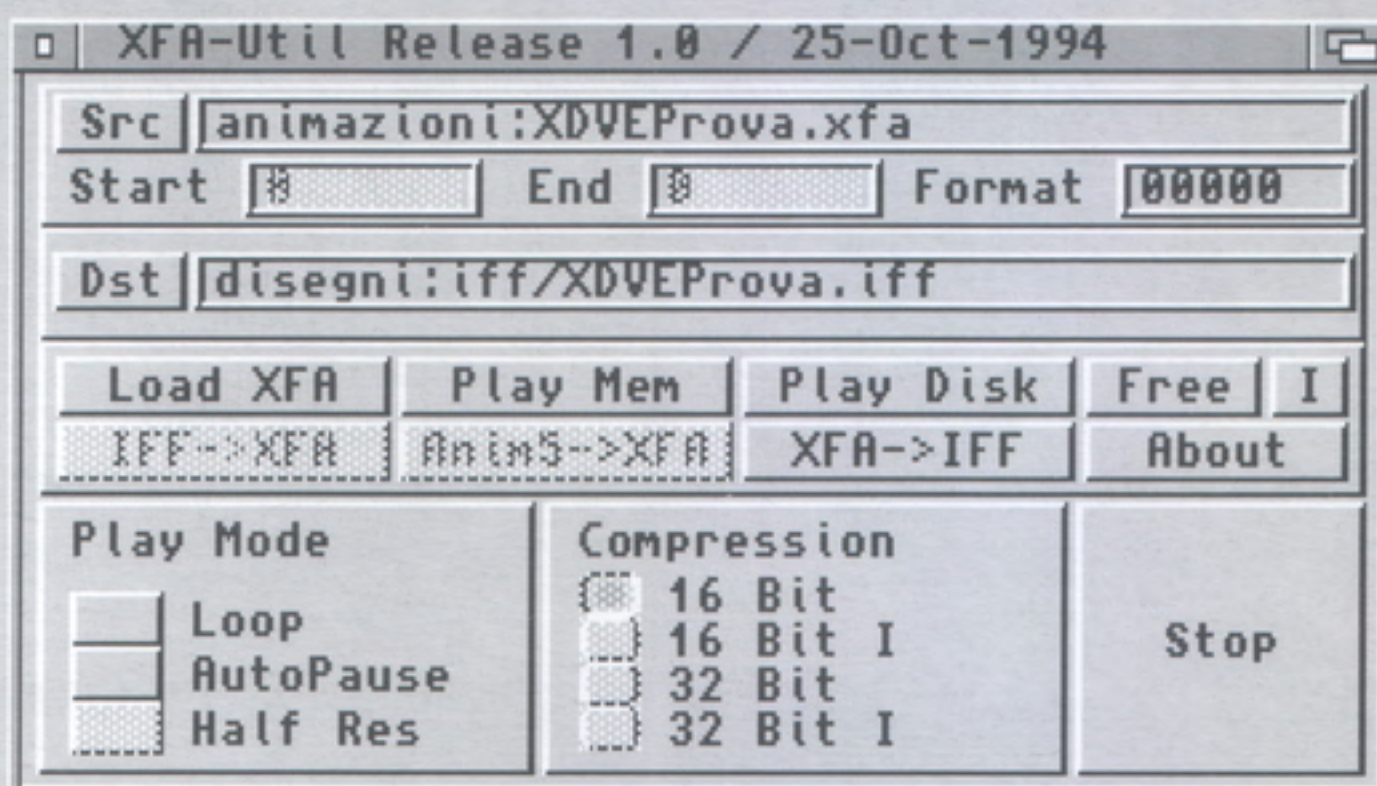 XFA-Util Release 1.0 / 25-Oct-1994
Src animazioni:XDVEProva.xfa
Start End Format 00000
Dst disegni:iff/XDVEProva.iff
Load XFA Play Mem Play Disk Free I
IFF->XFA Anim5->XFA XFA->IFF About
Play Mode Compression
Loop 16 Bit
AutoPause 16 Bit I
Half Res 32 Bit
32 Bit I
Stop